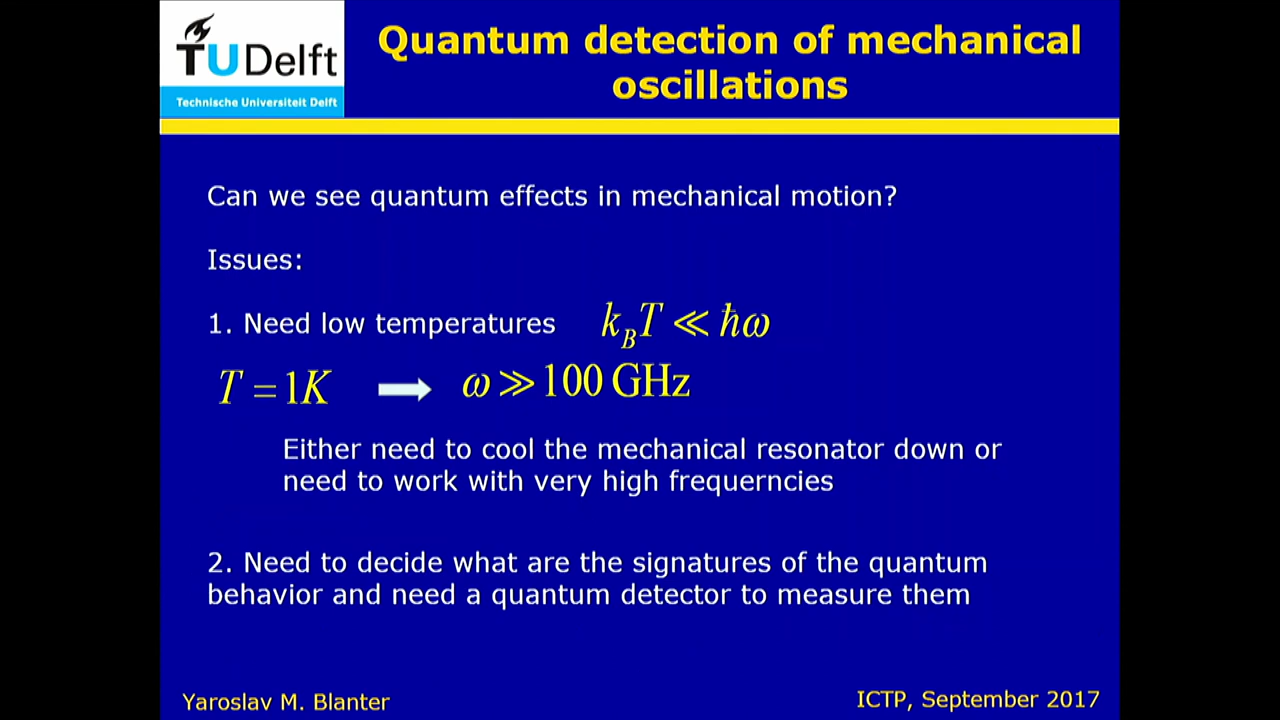 TU Delft
Technische Universiteit Delft
Quantum detection of mechanical
oscillations
Can we see quantum effects in mechanical motion?
Issues:
1. Need low temperatures k_B T ≪ ħω
T = 1K ⇒ ω ≫ 100 GHz
Either need to cool the mechanical resonator down or
need to work with very high frequerncies
2. Need to decide what are the signatures of the quantum
behavior and need a quantum detector to measure them
Yaroslav M. Blanter
ICTP, September 2017